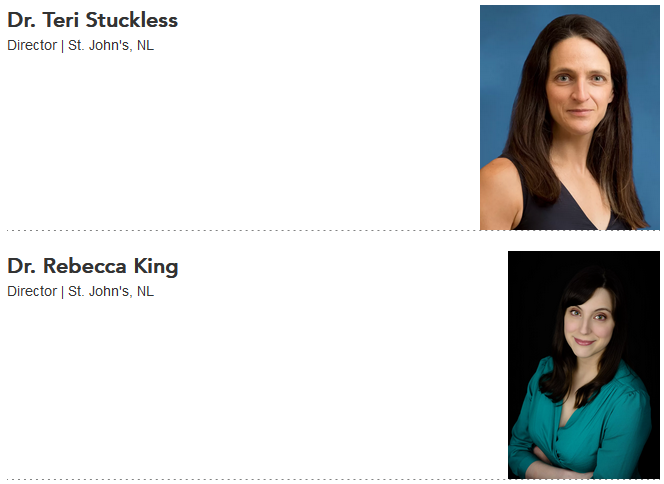 Dr. Teri Stuckless
Director | St. John's, NL
Dr. Rebecca King
Director | St. John's, NL